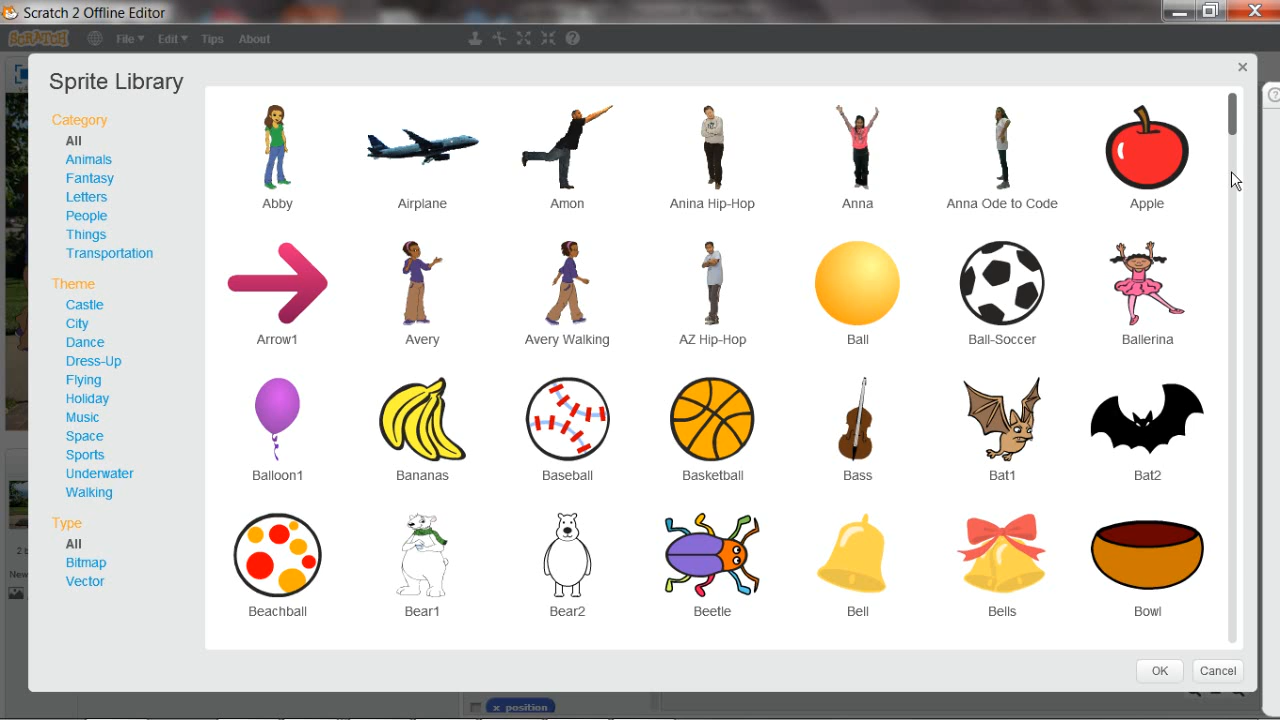 Scratch 2 Offline Editor
SCRATCH File Edit Tips About
Sprite Library
Category
All
Animals
Fantasy
Letters
People
Things
Transportation
Theme
Castle
City
Dance
Dress-Up
Flying
Holiday
Music
Space
Sports
Underwater
Walking
Type
All
Bitmap
Vector
Abby Airplane Amon Anina Hip-Hop Anna Anna Ode to Code Apple
Arrow1 Avery Avery Walking AZ Hip-Hop Ball Ball-Soccer Ballerina
Balloon1 Bananas Baseball Basketball Bass Bat1 Bat2
Beachball Bear1 Bear2 Beetle Bell Bells Bowl
OK Cancel
New
x position